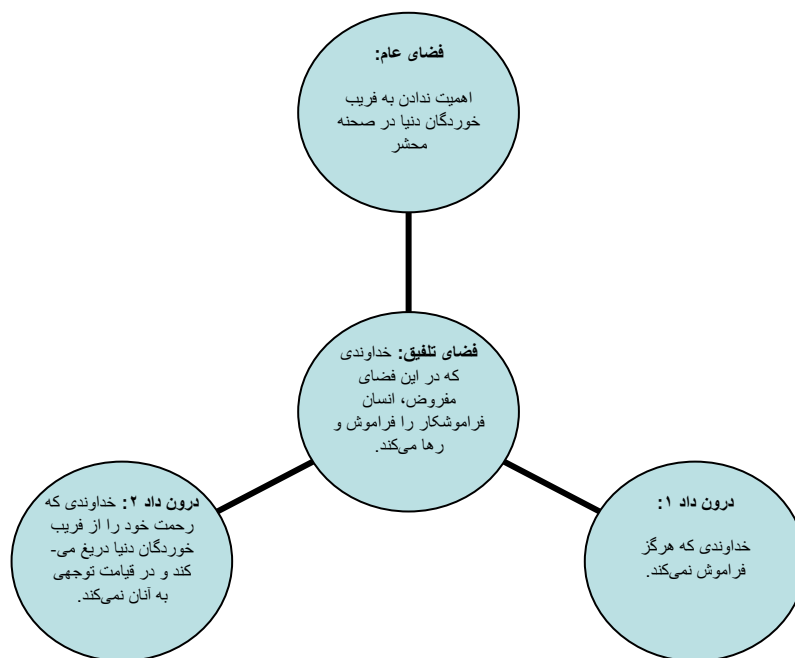 فضای عام:
اهمیت ندادن به فریب
خوردگان دنیا در صحنه
محشر
فضای تلفیق: خداوندی
که در این فضای
مفروض، انسان
فراموشکار را فراموش و
رها می‌کند.
درون داد ۱:
خداوندی که هرگز
فراموش نمی‌کند.
درون داد ۲: خداوندی که
رحمت خود را از فریب
خوردگان دنیا دریغ می-
کند و در قیامت توجهی
به آنان نمی‌کند.